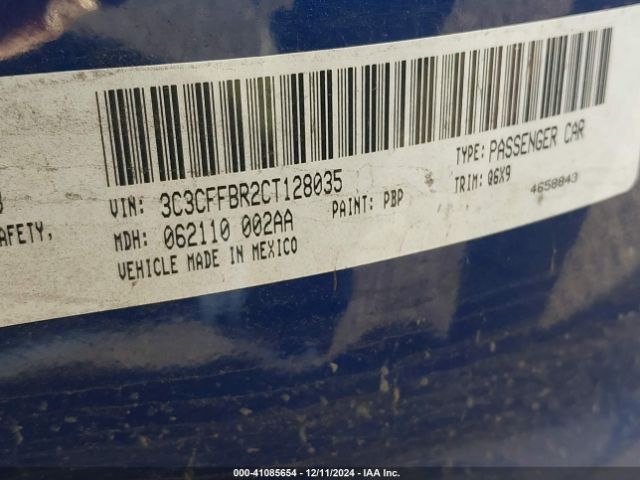 TYPE: PASSENGER CAR
VIN: 3C3CFFBR2CT128035
TRIM: Q6X9
4658843
AFETY,
MDH: 062110 002AA
PAINT: PBP
VEHICLE MADE IN MEXICO
000-41085654 - 12/11/2024 - IAA Inc.